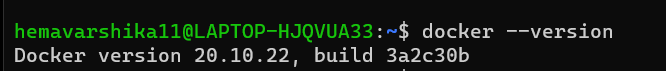 hemavarshika11@LAPTOP-HJQVUA33:~$ docker --version
Docker version 20.10.22, build 3a2c30b